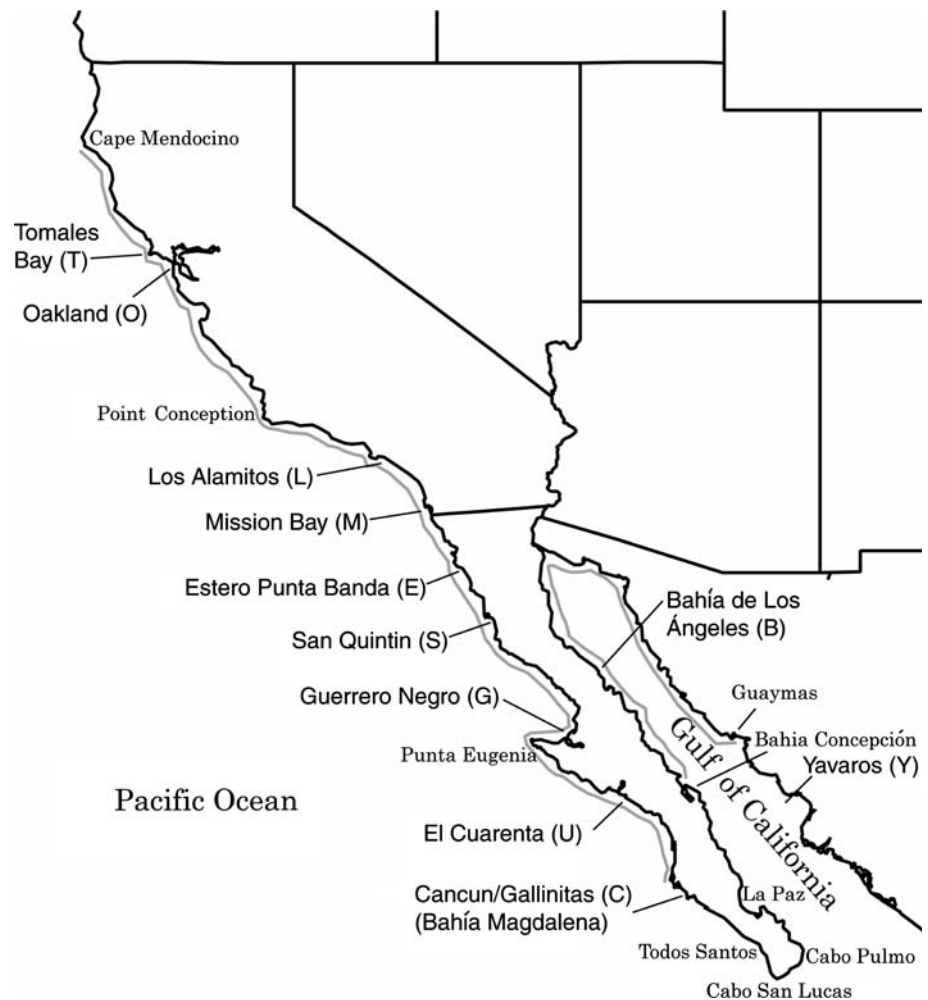 Cape Mendocino
Tomales
Bay (T)
Oakland (O)
Point Conception
Los Alamitos (L)
Mission Bay (M)
Estero Punta Banda (E)
Bahía de Los
Ángeles (B)
San Quintin (S)
Guerrero Negro (G)
Guaymas
Punta Eugenia
Bahia Concepción
Yavaros (Y)
Gulf of California
Pacific Ocean
El Cuarenta (U)
Cancun/Gallinitas (C)
(Bahía Magdalena)
La Paz
Todos Santos
Cabo Pulmo
Cabo San Lucas